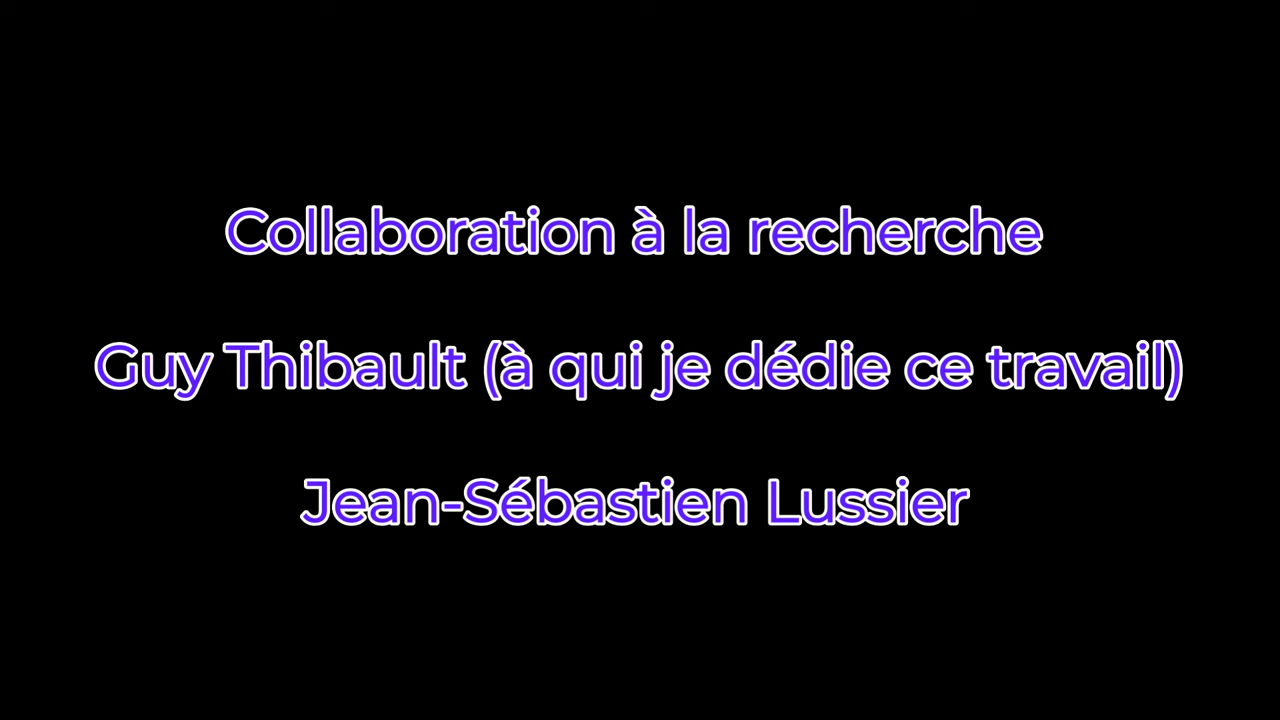 Collaboration à la recherche
Guy Thibault (à qui je dédie ce travail)
Jean-Sébastien Lussier